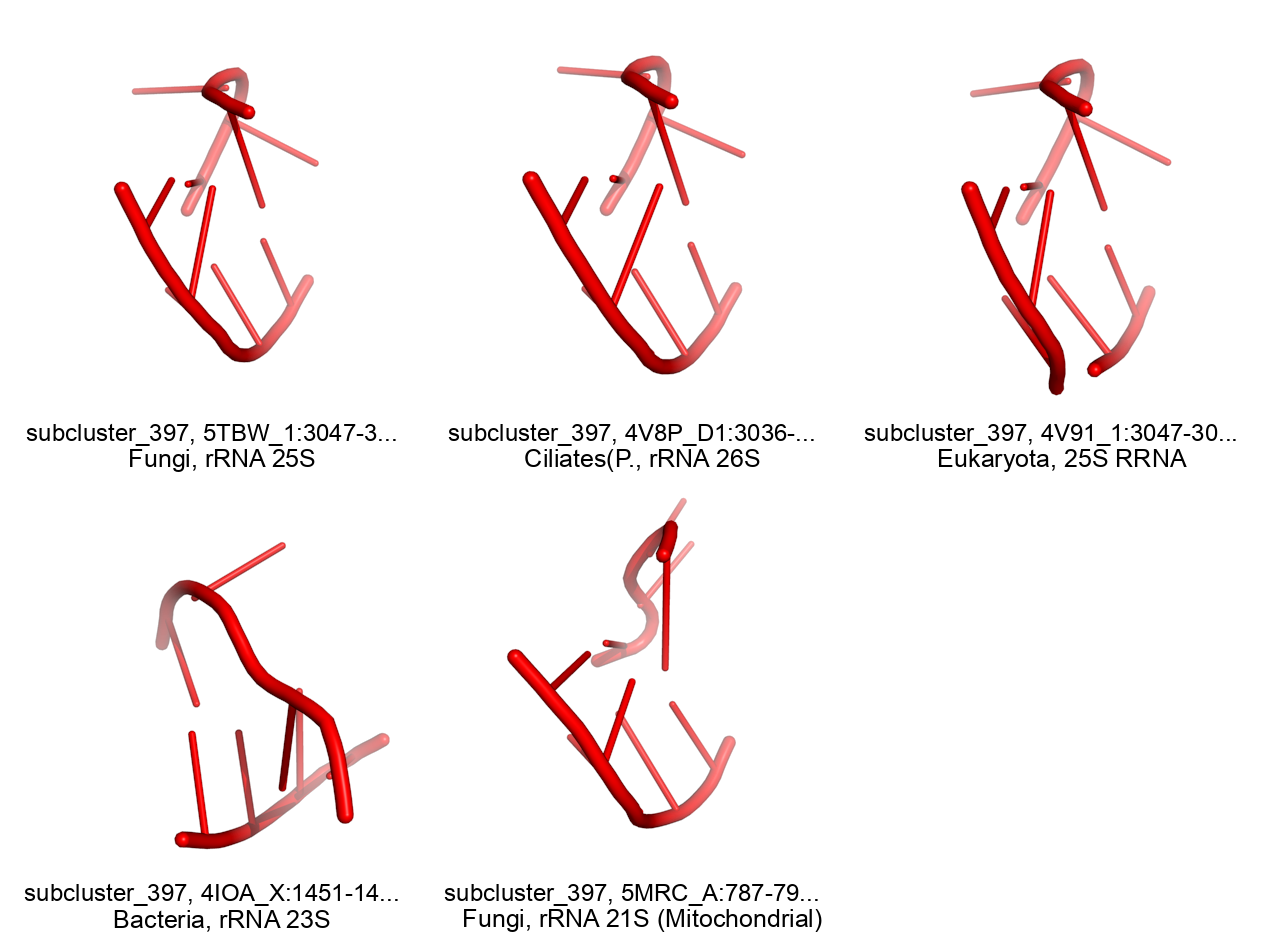 subcluster_397, 5TBW_1:3047-3...
Fungi, rRNA 25S
subcluster_397, 4V8P_D1:3036-...
Ciliates(P., rRNA 26S
subcluster_397, 4V91_1:3047-30...
Eukaryota, 25S RRNA
subcluster_397, 4IOA_X:1451-14...
Bacteria, rRNA 23S
subcluster_397, 5MRC_A:787-79...
Fungi, rRNA 21S (Mitochondrial)